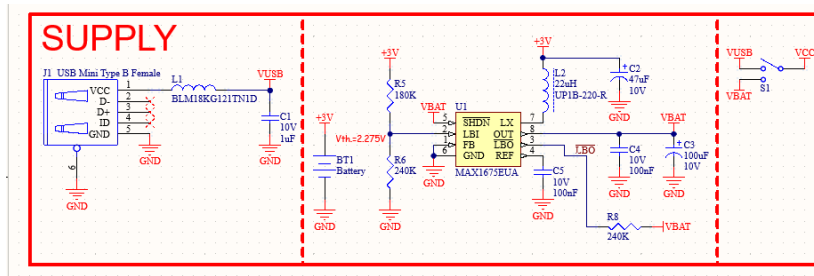 SUPPLY
J1 USB Mini Type B Female
VCC 1
D- 2
D+ 3
ID 4
GND 5
6
GND
GND
L1
BLM18KG121TN1D
VUSB
C1
10V
1uF
GND
+3V
BT1
Battery
GND
+3V
R5
180K
Vth.=2.275V
R6
240K
GND
VBAT
GND
U1
5 SHDN LX 7
2 LBI OUT 8
1 FB LBO 3
6 GND REF 4
MAX1675EUA
+3V
L2
22uH
UP1B-220-R
C2
47uF
10V
GND
C5
10V
100nF
GND
LBO
C4
10V
100nF
GND
VBAT
C3
100uF
10V
GND
R8
240K
VBAT
VUSB
VCC
VBAT
S1